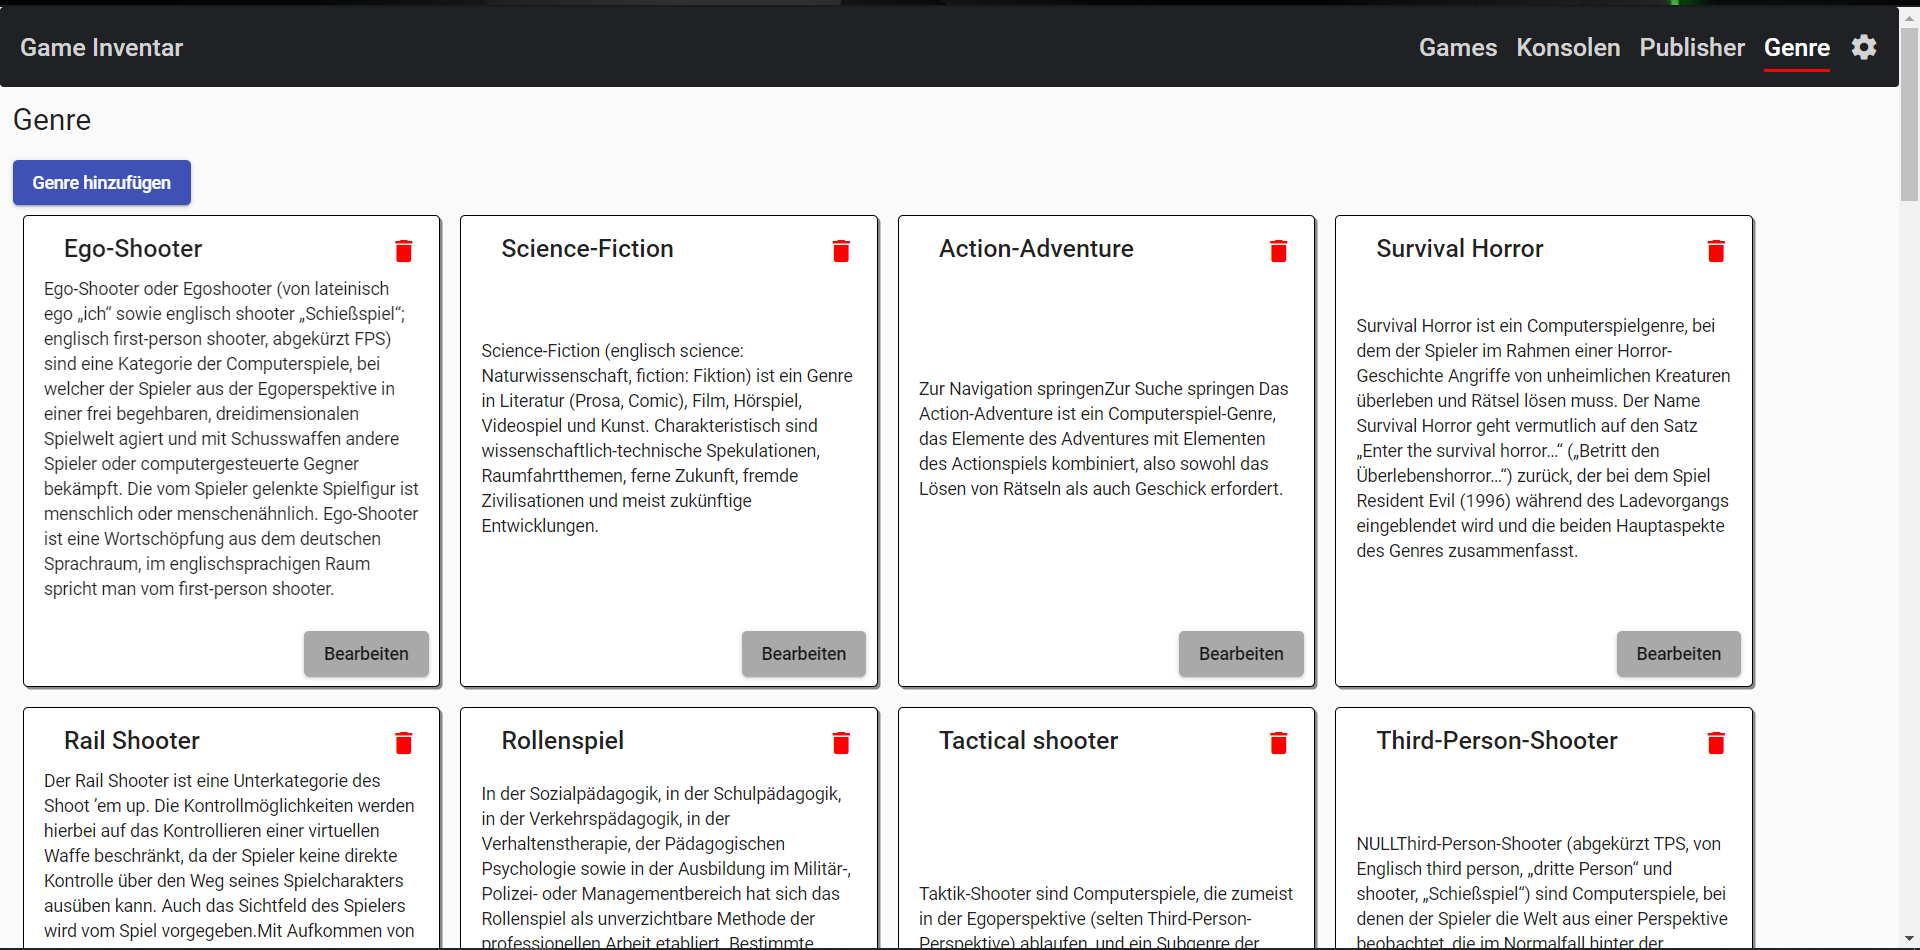 Game Inventar
Games Konsolen Publisher Genre
Genre
Genre hinzufügen
Ego-Shooter
Ego-Shooter oder Egoshooter (von lateinisch
ego „ich“ sowie englisch shooter „Schießspiel“;
englisch first-person shooter, abgekürzt FPS)
sind eine Kategorie der Computerspiele, bei
welcher der Spieler aus der Egoperspektive in
einer frei begehbaren, dreidimensionalen
Spielwelt agiert und mit Schusswaffen andere
Spieler oder computergesteuerte Gegner
bekämpft. Die vom Spieler gelenkte Spielfigur ist
menschlich oder menschenähnlich. Ego-Shooter
ist eine Wortschöpfung aus dem deutschen
Sprachraum, im englischsprachigen Raum
spricht man vom first-person shooter.
Bearbeiten
Science-Fiction
Science-Fiction (englisch science:
Naturwissenschaft, fiction: Fiktion) ist ein Genre
in Literatur (Prosa, Comic), Film, Hörspiel,
Videospiel und Kunst. Charakteristisch sind
wissenschaftlich-technische Spekulationen,
Raumfahrtthemen, ferne Zukunft, fremde
Zivilisationen und meist zukünftige
Entwicklungen.
Bearbeiten
Action-Adventure
Zur Navigation springenZur Suche springen Das
Action-Adventure ist ein Computerspiel-Genre,
das Elemente des Adventures mit Elementen
des Actionspiels kombiniert, also sowohl das
Lösen von Rätseln als auch Geschick erfordert.
Bearbeiten
Survival Horror
Survival Horror ist ein Computerspielgenre, bei
dem der Spieler im Rahmen einer Horror-
Geschichte Angriffe von unheimlichen Kreaturen
überleben und Rätsel lösen muss. Der Name
Survival Horror geht vermutlich auf den Satz
„Enter the survival horror…“ („Betritt den
Überlebenshorror…“) zurück, der bei dem Spiel
Resident Evil (1996) während des Ladevorgangs
eingeblendet wird und die beiden Hauptaspekte
des Genres zusammenfasst.
Bearbeiten
Rail Shooter
Der Rail Shooter ist eine Unterkategorie des
Shoot ’em up. Die Kontrollmöglichkeiten werden
hierbei auf das Kontrollieren einer virtuellen
Waffe beschränkt, da der Spieler keine direkte
Kontrolle über den Weg seines Spielcharakters
ausüben kann. Auch das Sichtfeld des Spielers
wird vom Spiel vorgegeben.Mit Aufkommen von
Rollenspiel
In der Sozialpädagogik, in der Schulpädagogik,
in der Verkehrspädagogik, in der
Verhaltenstherapie, der Pädagogischen
Psychologie sowie in der Ausbildung im Militär-,
Polizei- oder Managementbereich hat sich das
Rollenspiel als unverzichtbare Methode der
professionellen Arbeit etabliert. Bestimmte
Tactical shooter
Taktik-Shooter sind Computerspiele, die zumeist
in der Egoperspektive (selten Third-Person-
Perspektive) ablaufen, und ein Subgenre der
Third-Person-Shooter
NULLThird-Person-Shooter (abgekürzt TPS, von
Englisch third person, „dritte Person“ und
shooter, „Schießspiel“) sind Computerspiele, bei
denen der Spieler die Welt aus einer Perspektive
beobachtet, die im Normalfall hinter der